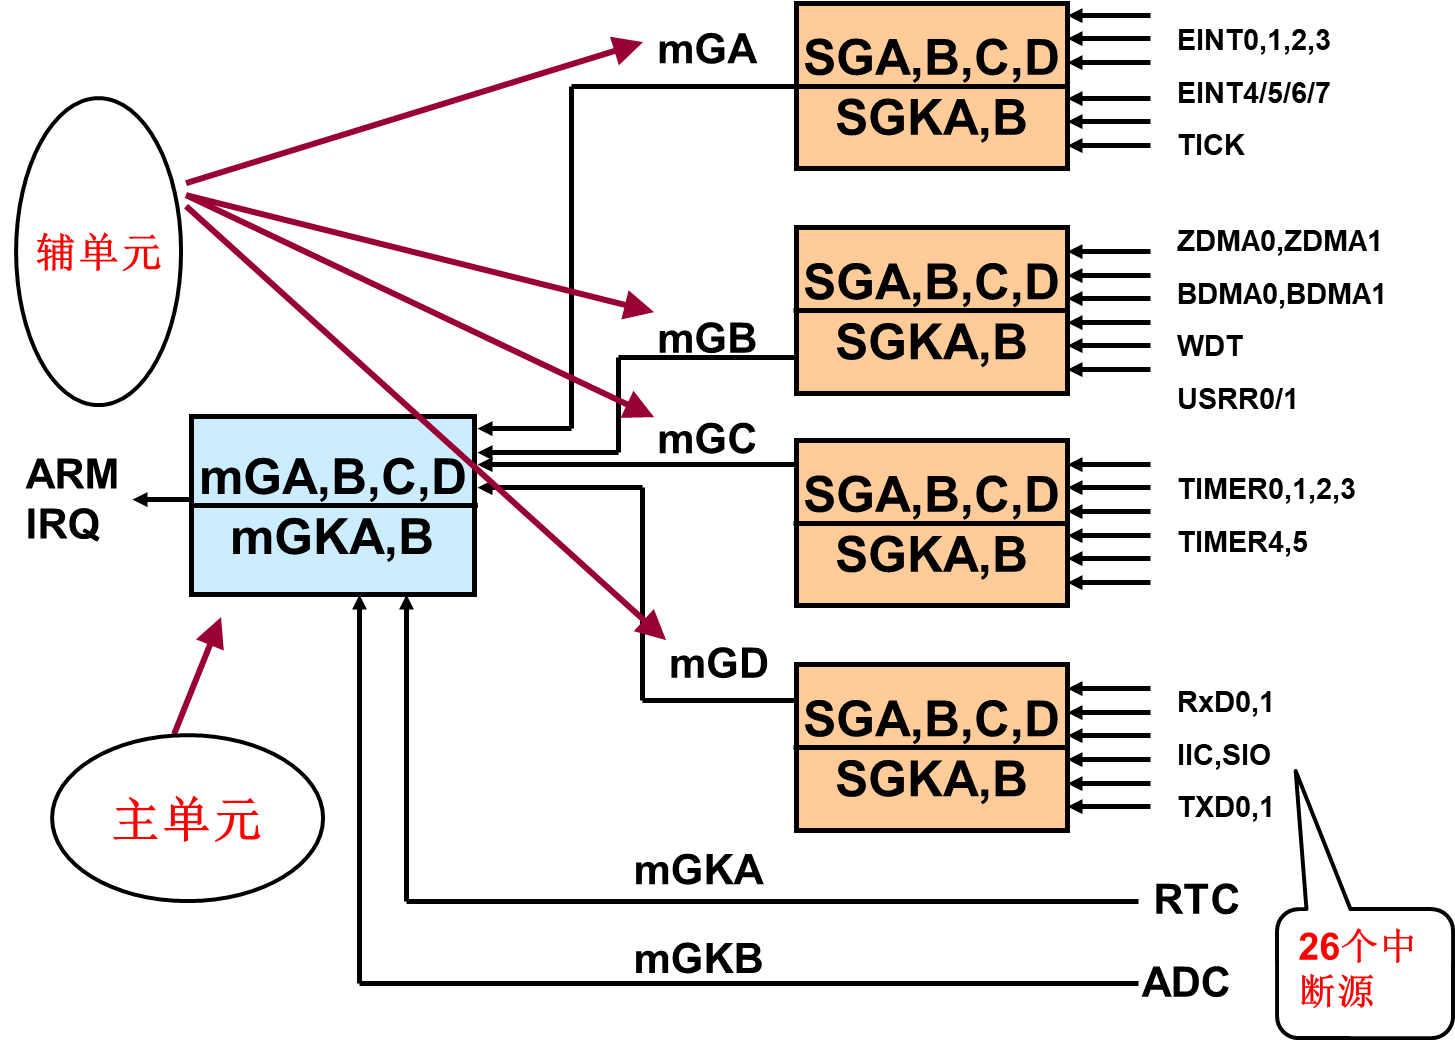 mGA
SGA,B,C,D
SGKA,B
EINT0,1,2,3
EINT4/5/6/7
TICK
辅单元
mGB
SGA,B,C,D
SGKA,B
ZDMA0,ZDMA1
BDMA0,BDMA1
WDT
USRR0/1
mGC
SGA,B,C,D
SGKA,B
TIMER0,1,2,3
TIMER4,5
ARM
IRQ
mGA,B,C,D
mGKA,B
mGD
SGA,B,C,D
SGKA,B
RxD0,1
IIC,SIO
TXD0,1
主单元
mGKA
RTC
mGKB
ADC
26个中
断源